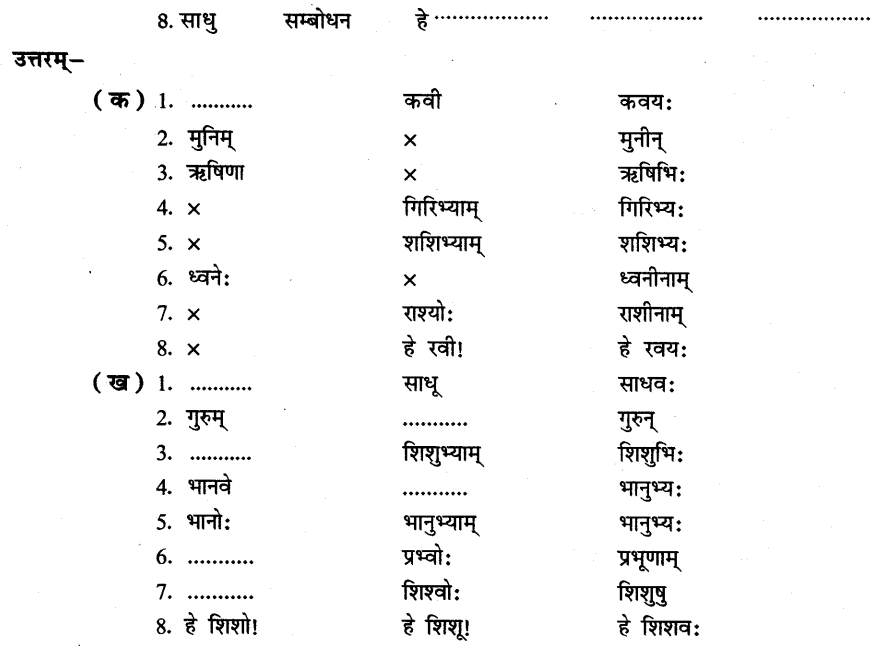 8. साधु सम्बोधन हे ................... ................... ...................
उत्तरम्–
(क) 1. ........... कवी कवय:
2. मुनिम् × मुनीन्
3. ऋषिणा × ऋषिभि:
4. × गिरिभ्याम् गिरिभ्य:
5. × शशिभ्याम् शशिभ्य:
6. ध्वने: × ध्वनीनाम्
7. × राश्यो: राशीनाम्
8. × हे रवी! हे रवय:
(ख) 1. ........... साधू साधव:
2. गुरुम् ........... गुरुन्
3. ........... शिशुभ्याम् शिशुभि:
4. भानवे ........... भानुभ्य:
5. भानो: भानुभ्याम् भानुभ्य:
6. ........... प्रभ्वो: प्रभूणाम्
7. ........... शिश्वो: शिशुषु
8. हे शिशो! हे शिशू! हे शिशव: